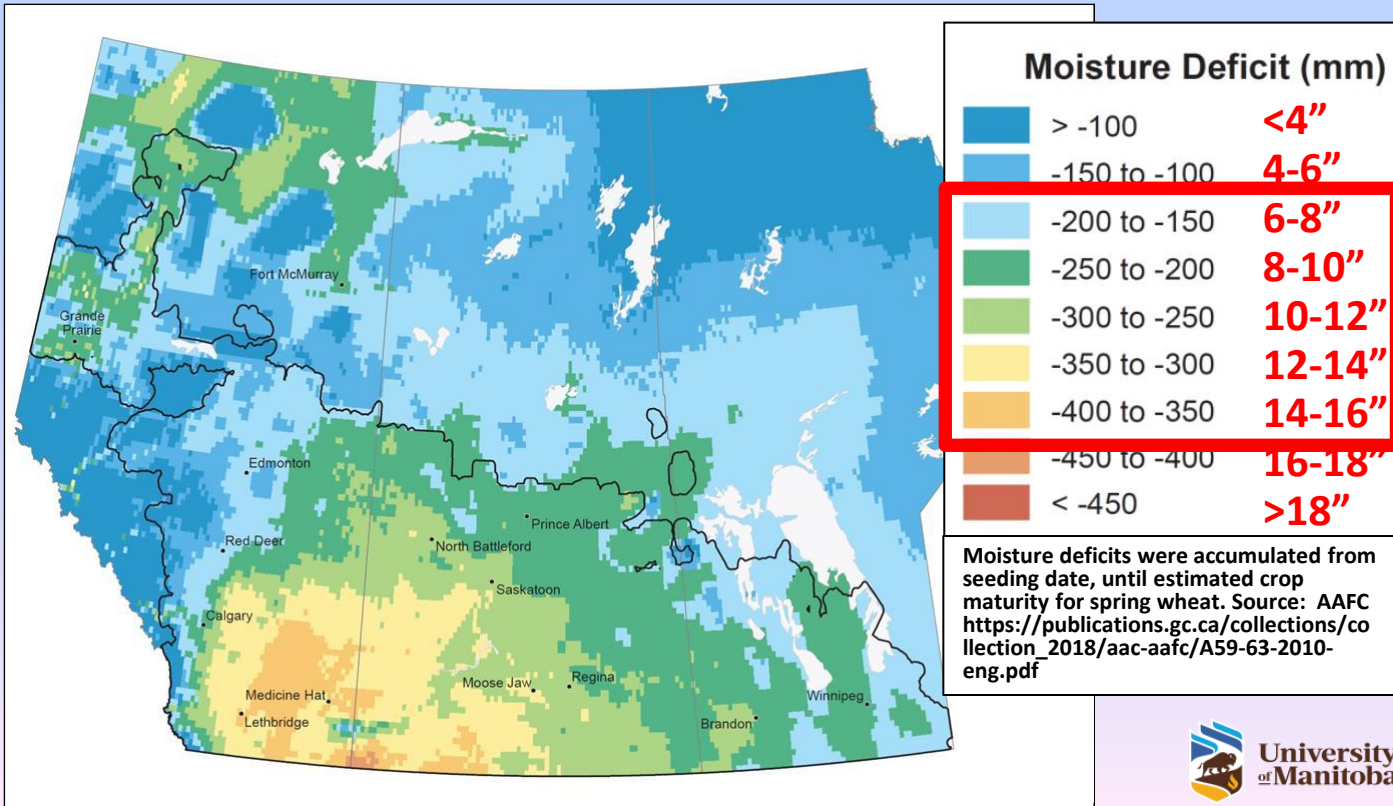 Fort McMurray
Grande
Prairie
Edmonton
Prince Albert
Red Deer
North Battleford
Saskatoon
Calgary
Moose Jaw
Regina
Medicine Hat
Lethbridge
Brandon
Winnipeg
Moisture Deficit (mm)
> -100 <4”
-150 to -100 4-6”
-200 to -150 6-8”
-250 to -200 8-10”
-300 to -250 10-12”
-350 to -300 12-14”
-400 to -350 14-16”
-450 to -400 16-18”
< -450 >18”
Moisture deficits were accumulated from
seeding date, until estimated crop
maturity for spring wheat. Source: AAFC
https://publications.gc.ca/collections/co
llection_2018/aac-aafc/A59-63-2010-
eng.pdf
University
of Manitoba